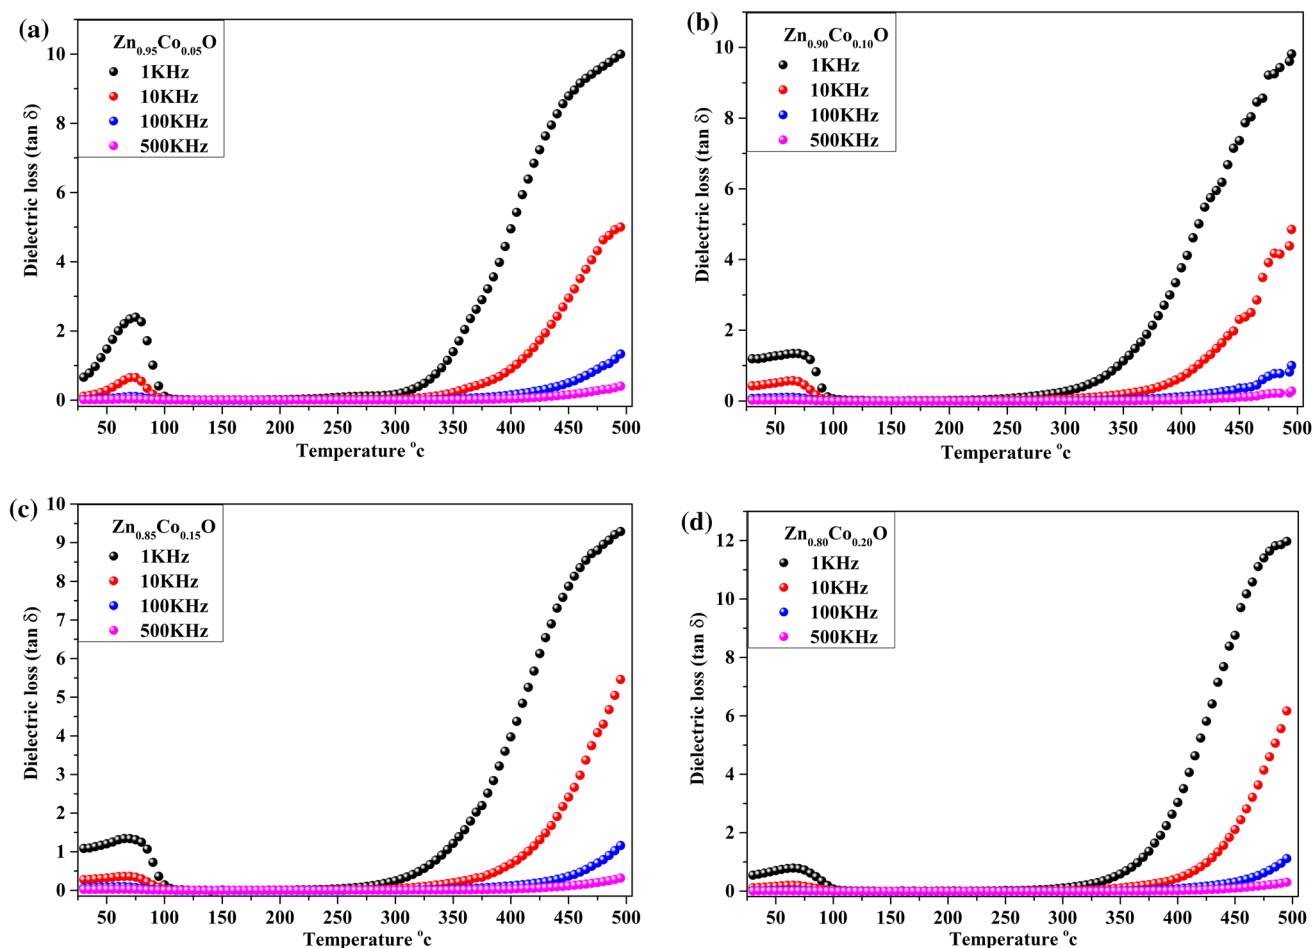 (a)
Zn0.95Co0.05O
1KHz
10KHz
100KHz
500KHz
Dielectric loss (tan δ)
10
8
6
4
2
0
50 100 150 200 250 300 350 400 450 500
Temperature °c
(b)
Zn0.90Co0.10O
1KHz
10KHz
100KHz
500KHz
Dielectric loss (tan δ)
10
8
6
4
2
0
50 100 150 200 250 300 350 400 450 500
Temperature °c
(c)
Zn0.85Co0.15O
1KHz
10KHz
100KHz
500KHz
Dielectric loss (tan δ)
10
9
8
7
6
5
4
3
2
1
0
50 100 150 200 250 300 350 400 450 500
Temperature °c
(d)
Zn0.80Co0.20O
1KHz
10KHz
100KHz
500KHz
Dielectric loss (tan δ)
12
10
8
6
4
2
0
50 100 150 200 250 300 350 400 450 500
Temperature °c